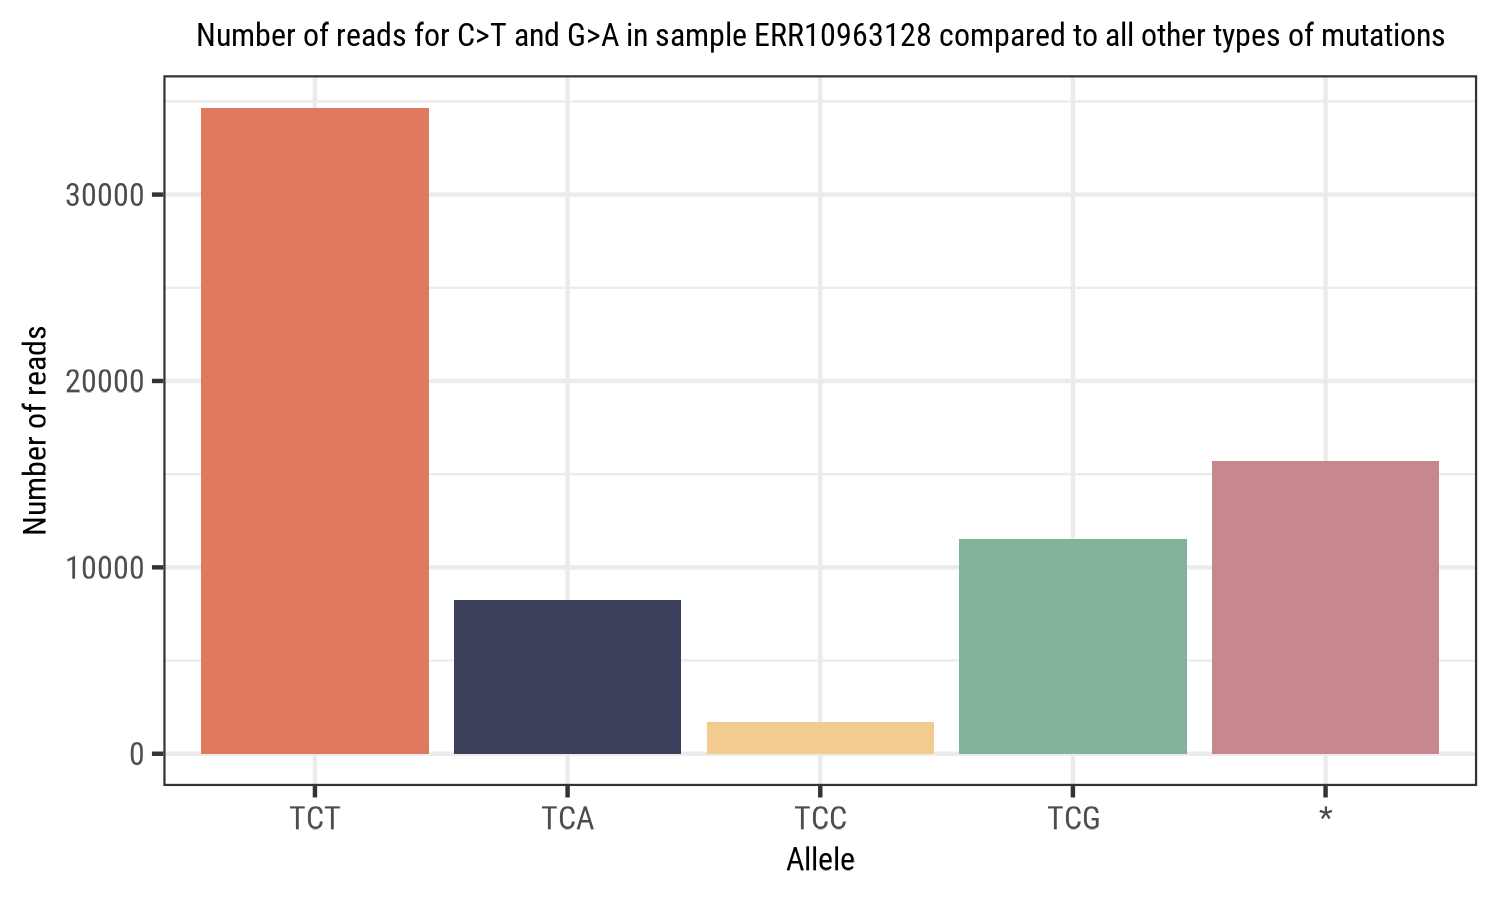 Number of reads for C>T and G>A in sample ERR10963128 compared to all other types of mutations
Number of reads
30000
20000
10000
0
TCT
TCA
TCC
TCG
*
Allele